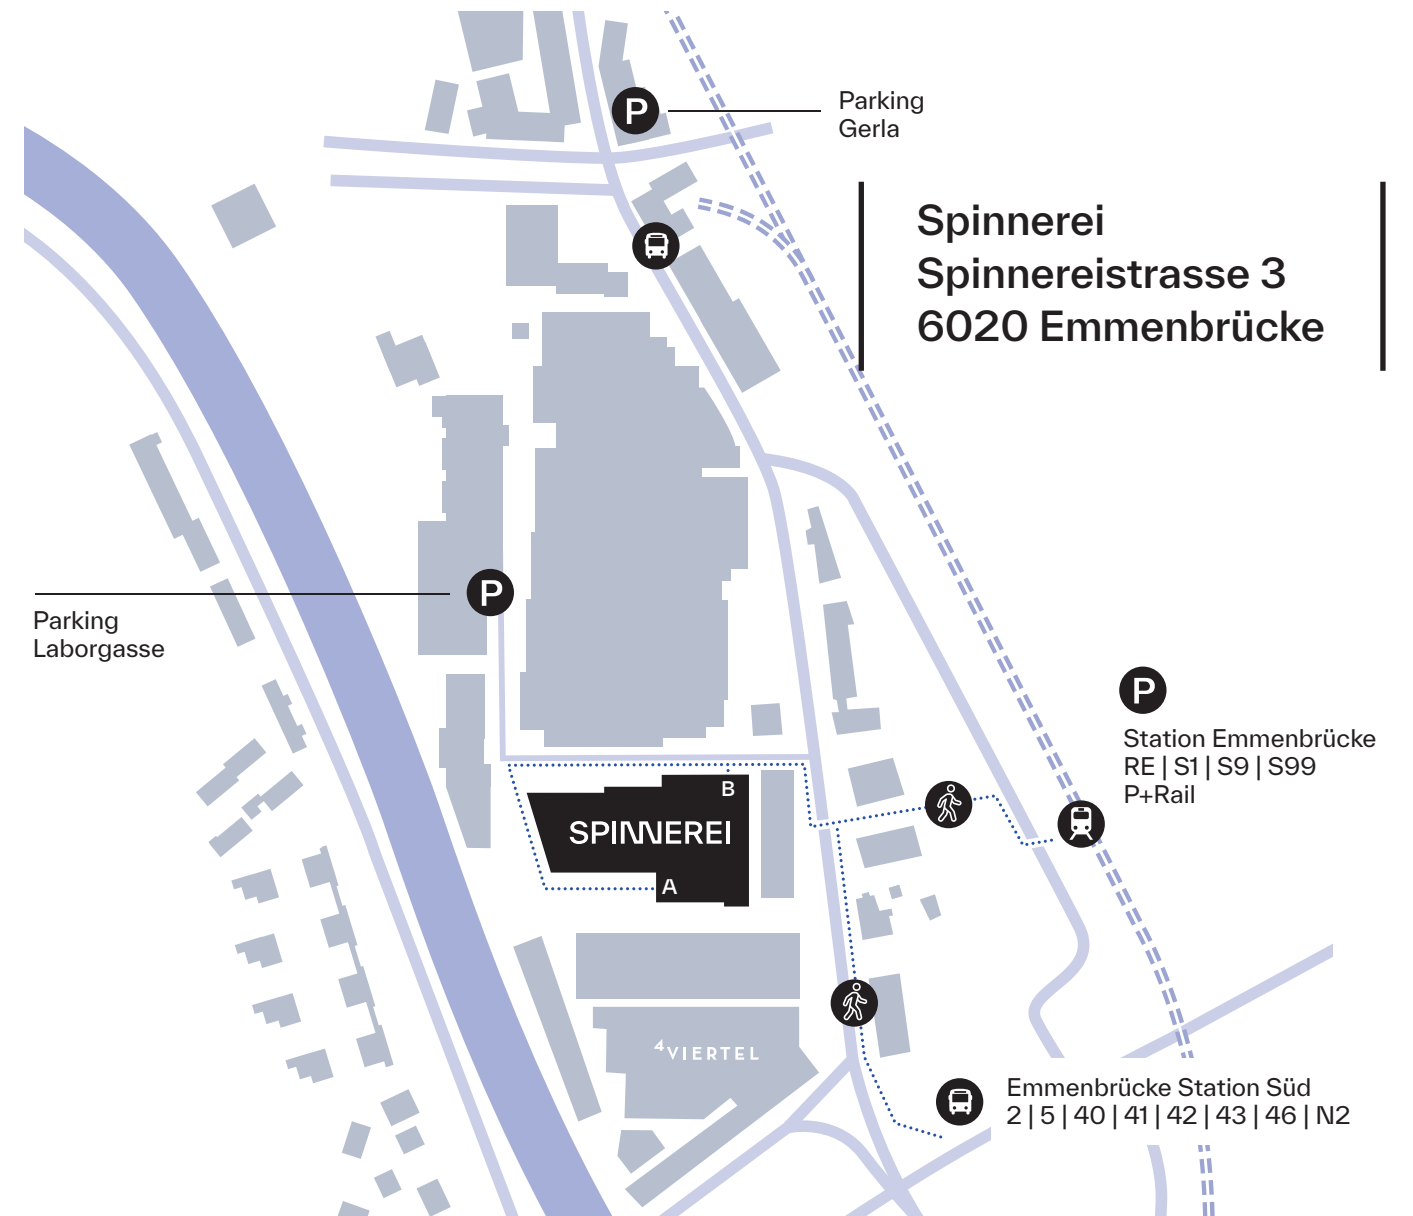 P
Parking
Gerla
Spinnerei
Spinnereistrasse 3
6020 Emmenbrücke
P
Parking
Laborgasse
P
Station Emmenbrücke
RE | S1 | S9 | S99
P+Rail
B
SPINNEREI
A
4VIERTEL
Emmenbrücke Station Süd
2 | 5 | 40 | 41 | 42 | 43 | 46 | N2